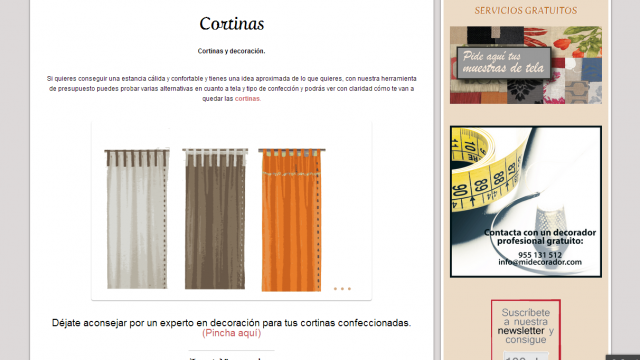 Cortinas
Cortinas y decoración.
Si quieres conseguir una estancia cálida y confortable y tienes una idea aproximada de lo que quieres, con nuestra herramienta
de presupuesto puedes probar varias alternativas en cuanto a tela y tipo de confección y podrás ver con claridad cómo te van a
quedar las cortinas.
Déjate aconsejar por un experto en decoración para tus cortinas confeccionadas.
(Pincha aquí)
SERVICIOS GRATUITOS
Pide aquí tus
muestras de tela
90
89
88
87
Contacta con un decorador
profesional gratuito:
955 131 512
info@midecorador.com
Suscríbete
a nuestra
newsletter y
consigue